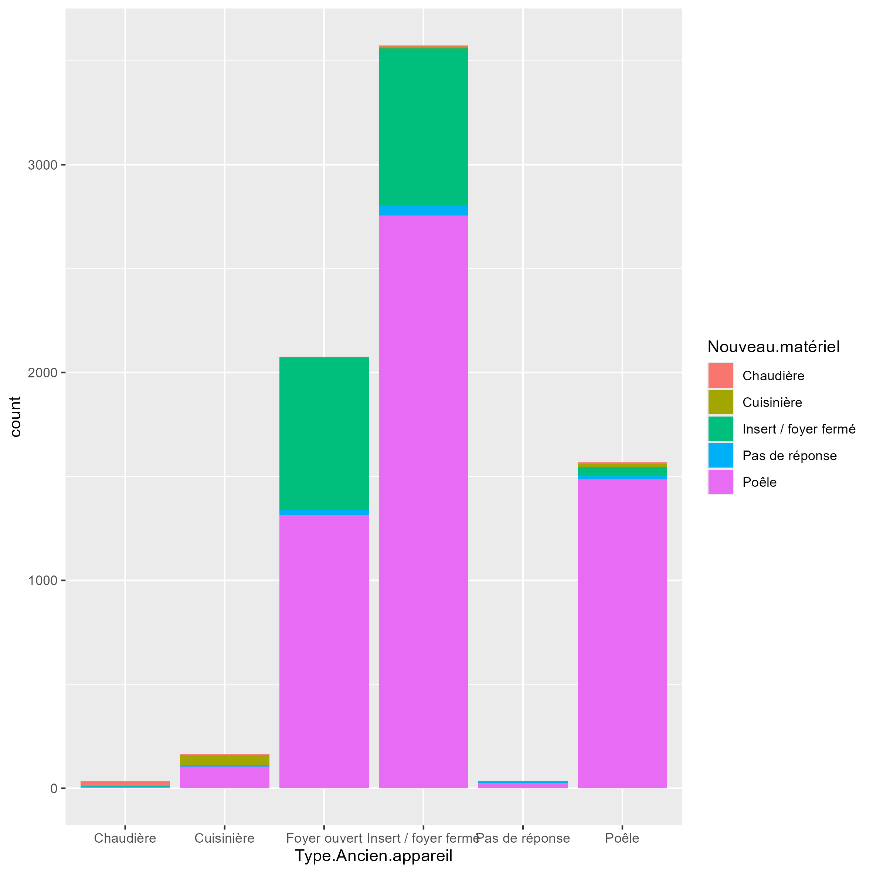 count
3000
2000
1000
0
Chaudière
Cuisinière
Foyer ouvert
Insert / foyer fermé
Pas de réponse
Poêle
Type.Ancien.appareil
Nouveau.matériel
Chaudière
Cuisinière
Insert / foyer fermé
Pas de réponse
Poêle